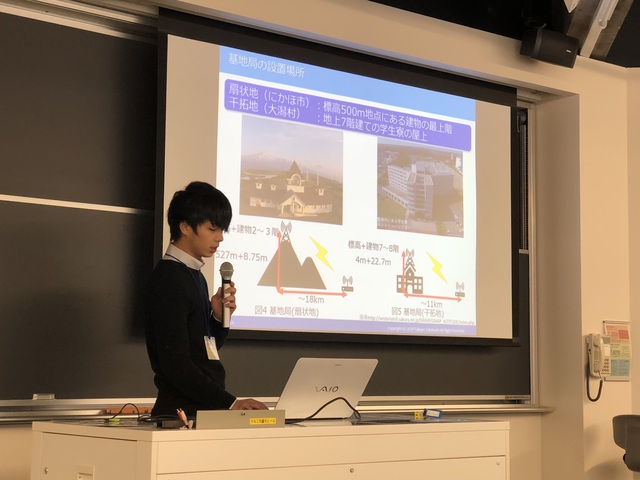 基地局の設置場所
扇状地（にかほ市）：標高500m地点にある建物の最上階
干拓地（大潟村）：地上7階建ての学生寮の屋上
+建物2～3階
527m+8.75m
～18km
図4 基地局(扇状地)
標高+建物7～8階
4m+22.7m
～11km
図5 基地局(干拓地)
VAIO